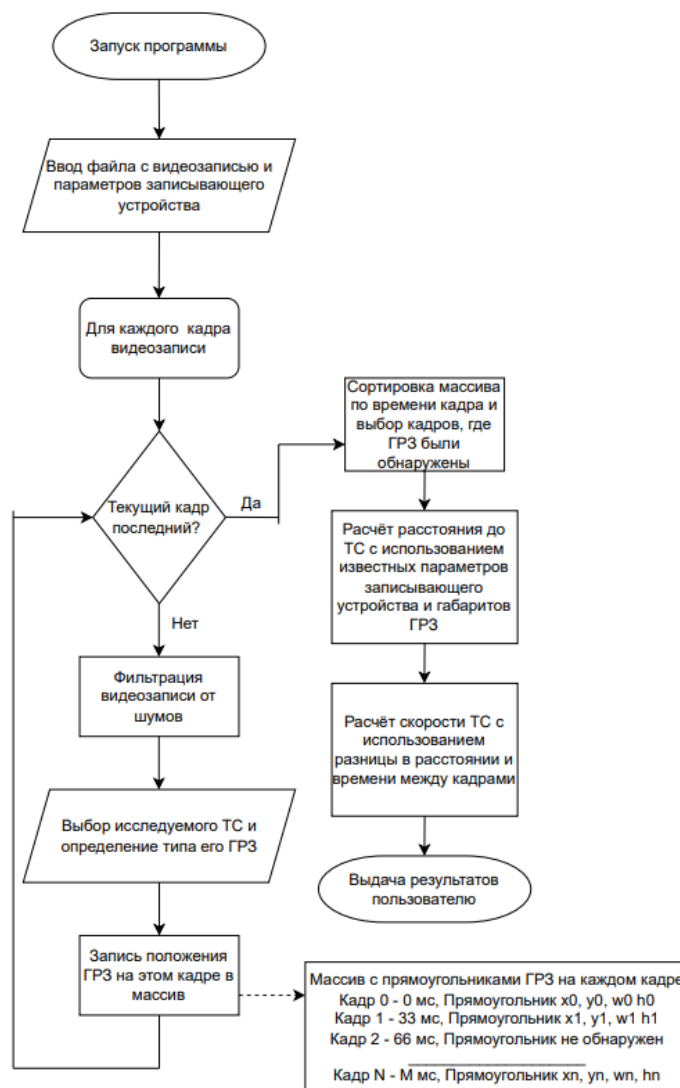 Запуск программы
Ввод файла с видеозаписью и
параметров записывающего
устройства
Для каждого кадра
видеозаписи
Текущий кадр
последний?
Да
Нет
Фильтрация
видеозаписи от
шумов
Выбор исследуемого ТС и
определение типа его ГРЗ
Запись положения
ГРЗ на этом кадре в
массив
Сортировка массива
по времени кадра и
выбор кадров, где
ГРЗ были
обнаружены
Расчёт расстояния до
ТС с использованием
известных параметров
записывающего
устройства и габаритов
ГРЗ
Расчёт скорости ТС с
использованием
разницы в расстоянии и
времени между кадрами
Выдача результатов
пользователю
Массив с прямоугольниками ГРЗ на каждом кадре
Кадр 0 - 0 мс, Прямоугольник x0, y0, w0 h0
Кадр 1 - 33 мс, Прямоугольник x1, y1, w1 h1
Кадр 2 - 66 мс, Прямоугольник не обнаружен
Кадр N - M мс, Прямоугольник xn, yn, wn, hn